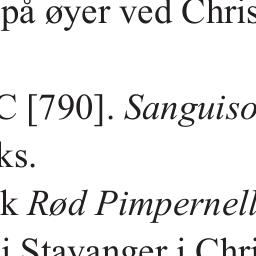 på øyer ved Chris
C [790]. Sanguiso
ks.
k Rød Pimpernell
i Stavanger i Chri